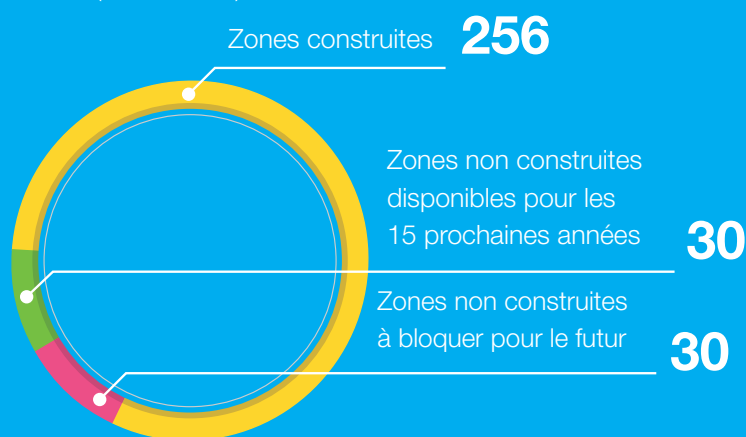 Zones construites 256
Zones non construites
disponibles pour les
15 prochaines années 30
Zones non construites
à bloquer pour le futur 30